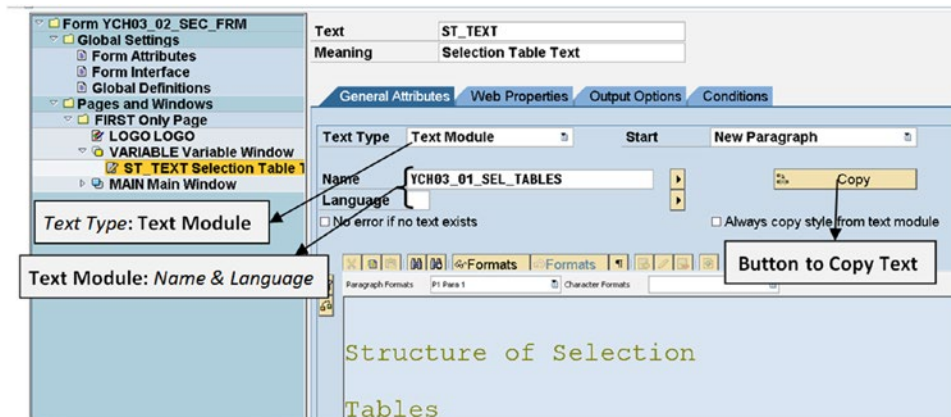 Form YCH03_02_SEC_FRM
Global Settings
Form Attributes
Form Interface
Global Definitions
Pages and Windows
FIRST Only Page
LOGO LOGO
VARIABLE Variable Window
ST_TEXT Selection Table T
MAIN Main Window
Text Type: Text Module
Text Module: Name & Language
Text ST_TEXT
Meaning Selection Table Text
General Attributes Web Properties Output Options Conditions
Text Type Text Module Start New Paragraph
Name YCH03_01_SEL_TABLES Copy
Language
No error if no text exists Always copy style from text module
Button to Copy Text
Formats Formats
Paragraph Formats P1 Para 1 Character Formats
Structure of Selection
Tables